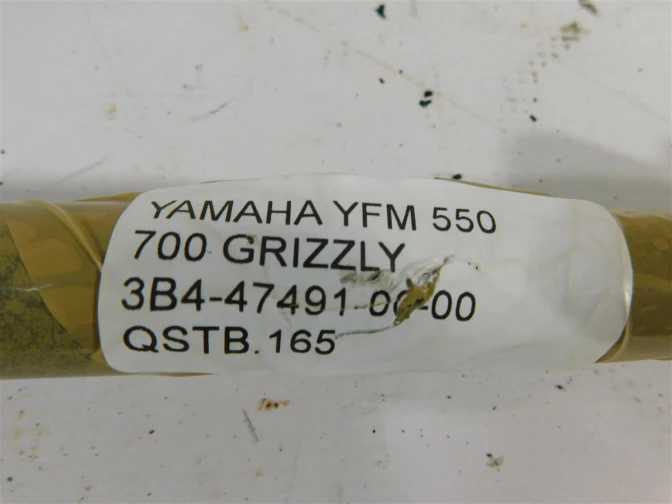 YAMAHA YFM 550
700 GRIZZLY
3B4-47491-00-00
QSTB.165